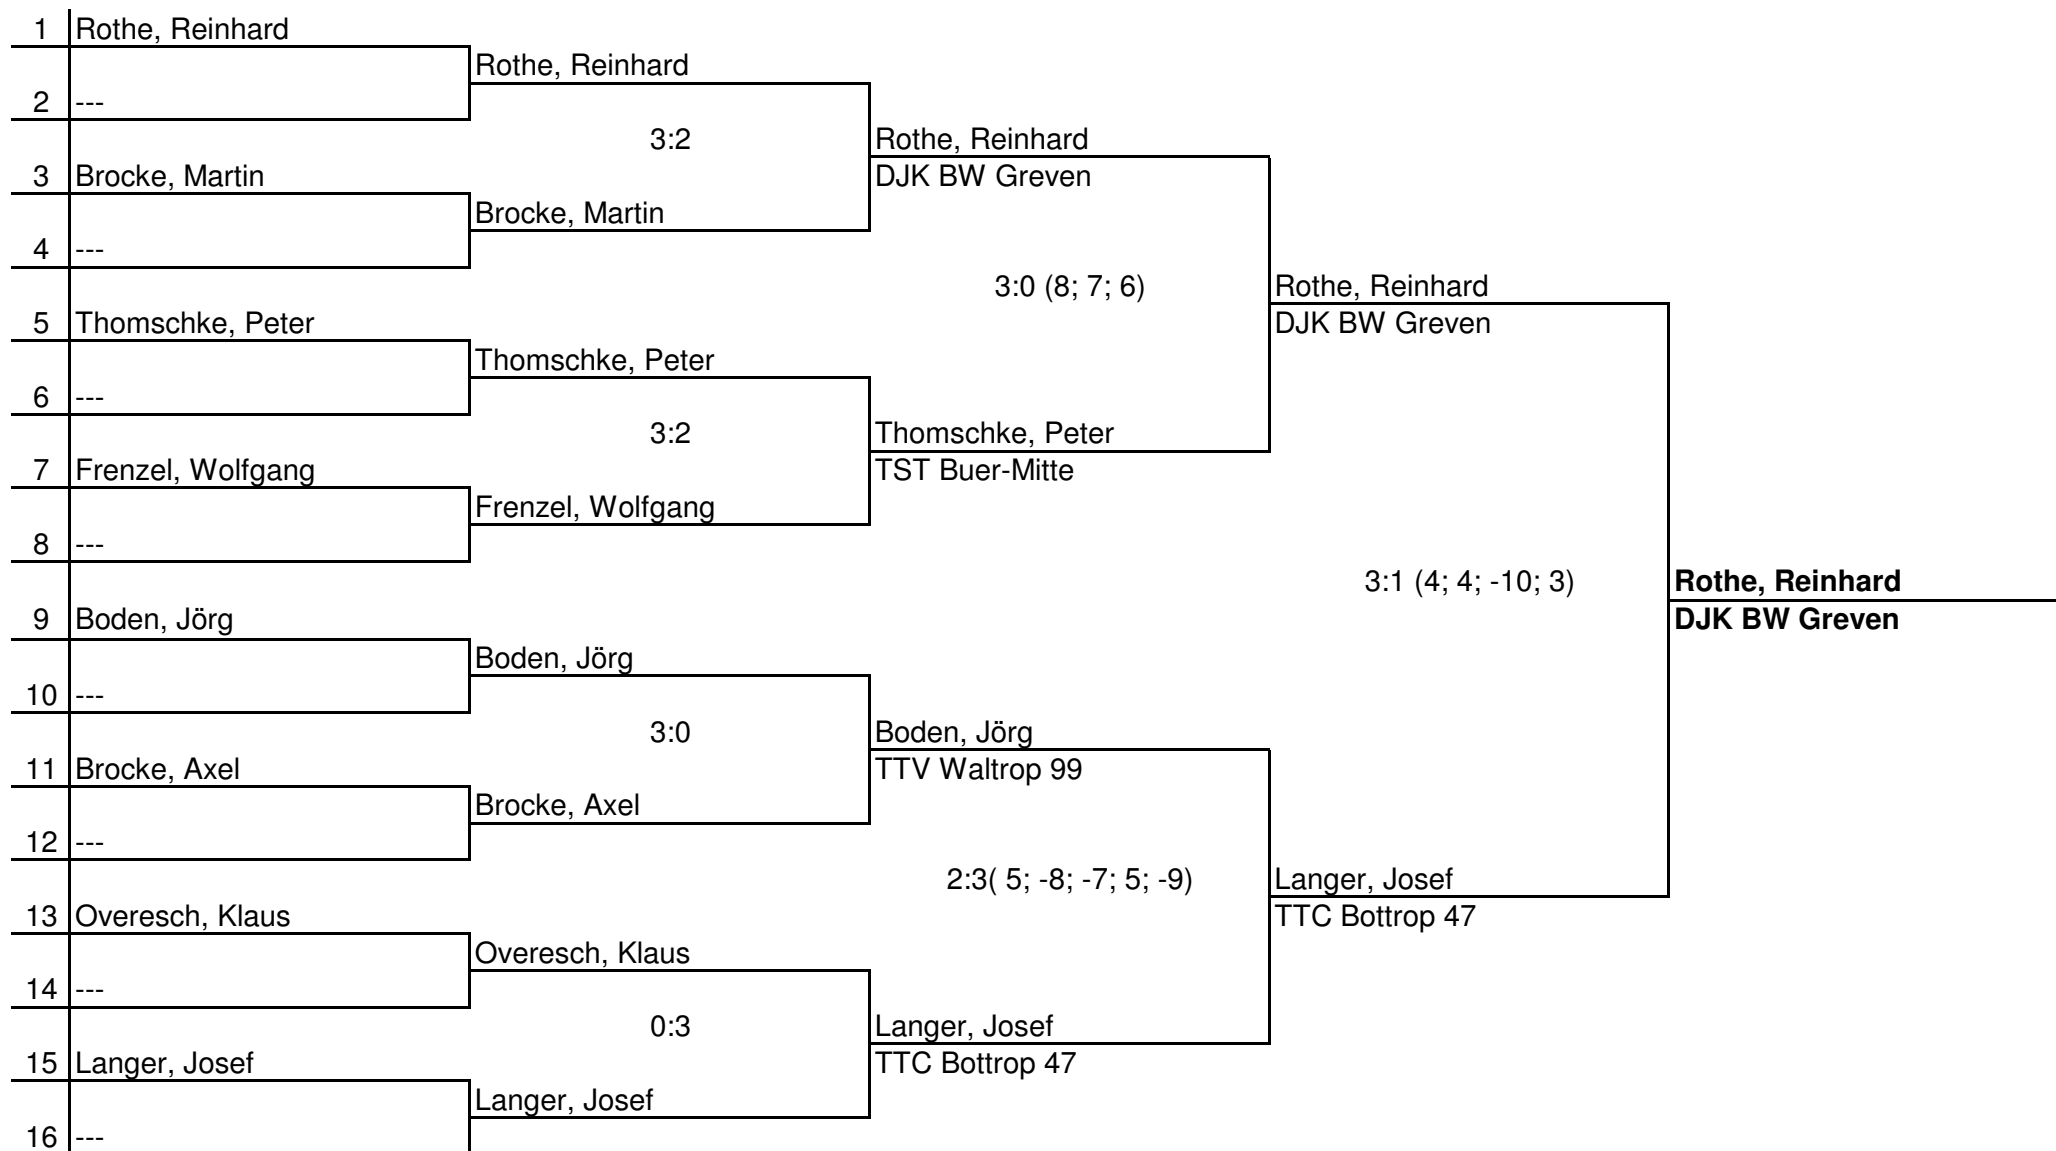 1 Rothe, Reinhard
Rothe, Reinhard
2 ---
3:2
Rothe, Reinhard
3 Brocke, Martin
DJK BW Greven
Brocke, Martin
4 ---
3:0 (8; 7; 6)
Rothe, Reinhard
5 Thomschke, Peter
DJK BW Greven
Thomschke, Peter
6 ---
3:2
Thomschke, Peter
7 Frenzel, Wolfgang
TST Buer-Mitte
Frenzel, Wolfgang
8 ---
3:1 (4; 4; -10; 3)
Rothe, Reinhard
9 Boden, Jörg
DJK BW Greven
Boden, Jörg
10 ---
3:0
Boden, Jörg
11 Brocke, Axel
TTV Waltrop 99
Brocke, Axel
12 ---
2:3( 5; -8; -7; 5; -9)
Langer, Josef
13 Overesch, Klaus
TTC Bottrop 47
Overesch, Klaus
14 ---
0:3
Langer, Josef
15 Langer, Josef
TTC Bottrop 47
Langer, Josef
16 ---